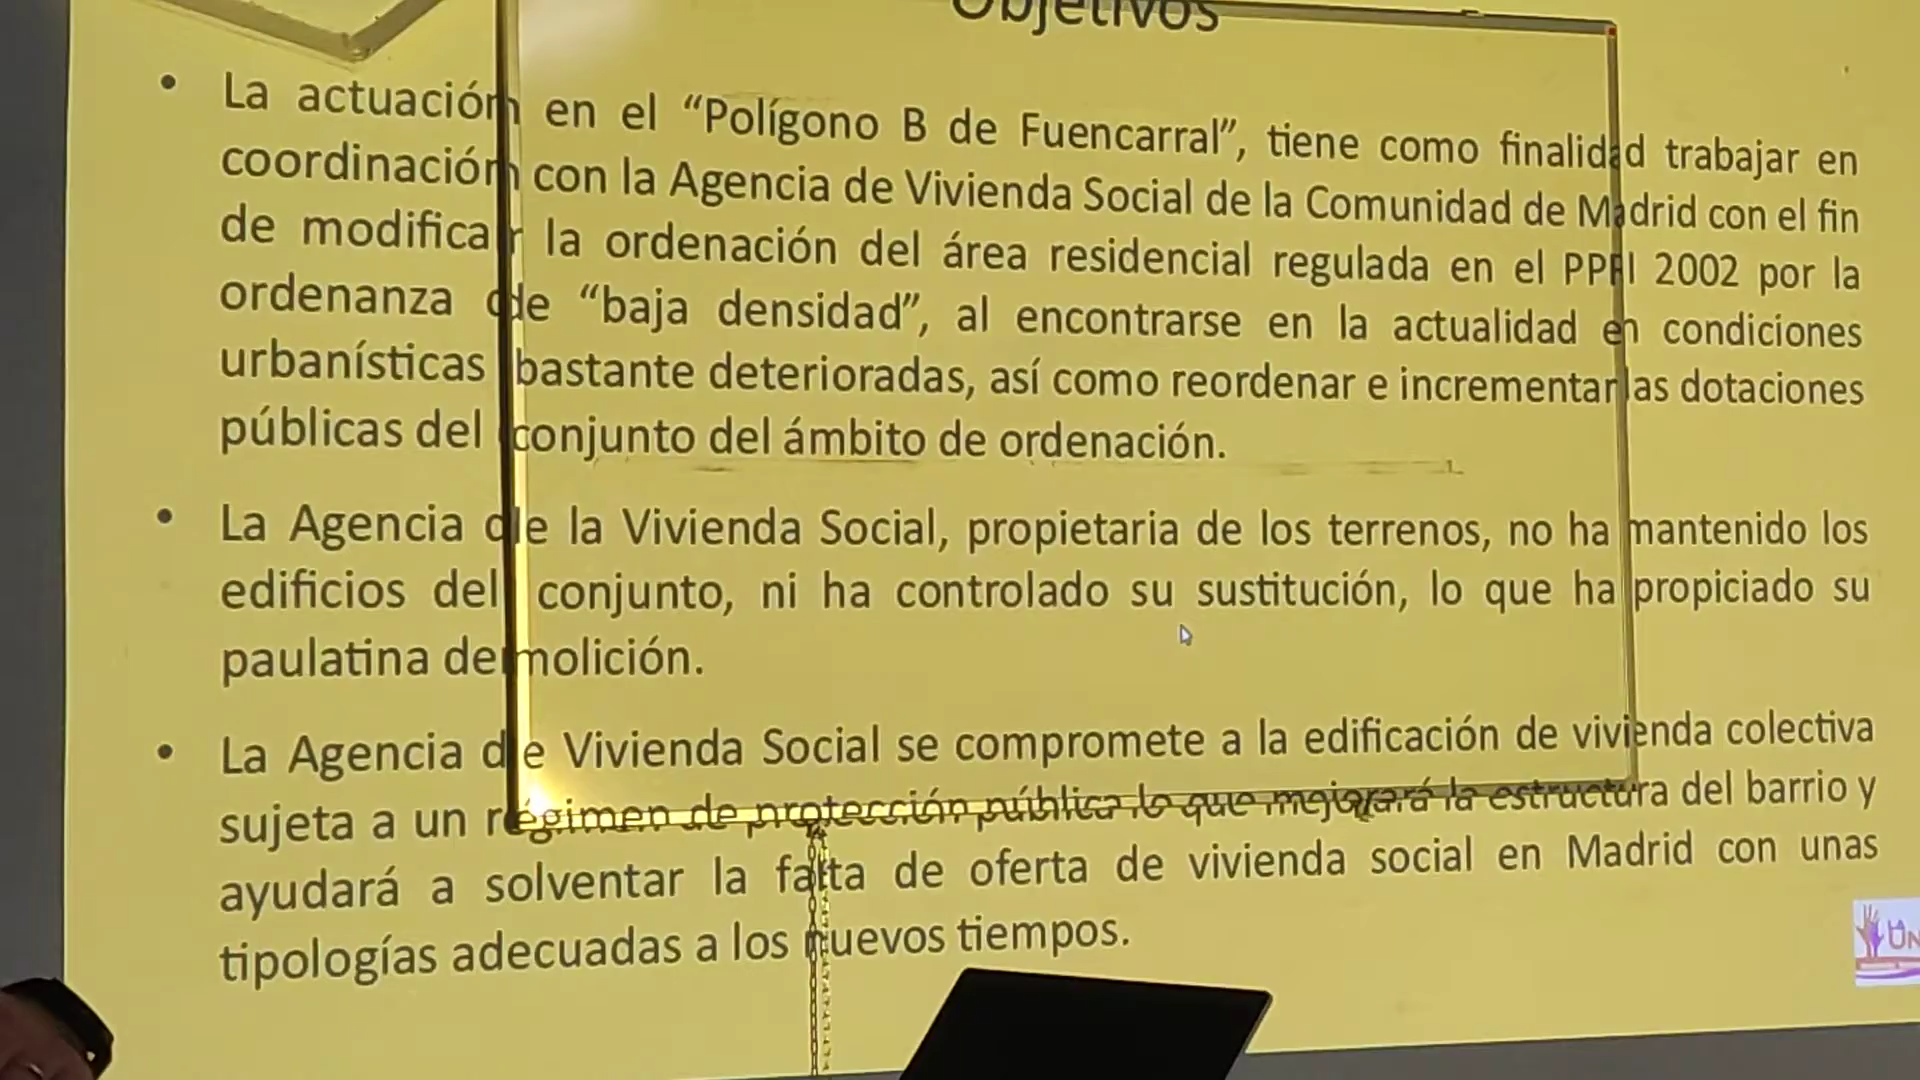 Objetivos
• La actuación en el “Polígono B de Fuencarral”, tiene como finalidad trabajar en
coordinación con la Agencia de Vivienda Social de la Comunidad de Madrid con el fin
de modificar la ordenación del área residencial regulada en el PPRI 2002 por la
ordenanza de “baja densidad”, al encontrarse en la actualidad en condiciones
urbanísticas bastante deterioradas, así como reordenar e incrementar las dotaciones
públicas del conjunto del ámbito de ordenación.
• La Agencia de la Vivienda Social, propietaria de los terrenos, no ha mantenido los
edificios del conjunto, ni ha controlado su sustitución, lo que ha propiciado su
paulatina demolición.
• La Agencia de Vivienda Social se compromete a la edificación de vivienda colectiva
sujeta a un régimen de protección pública lo que mejorará la estructura del barrio y
ayudará a solventar la falta de oferta de vivienda social en Madrid con unas
tipologías adecuadas a los nuevos tiempos.